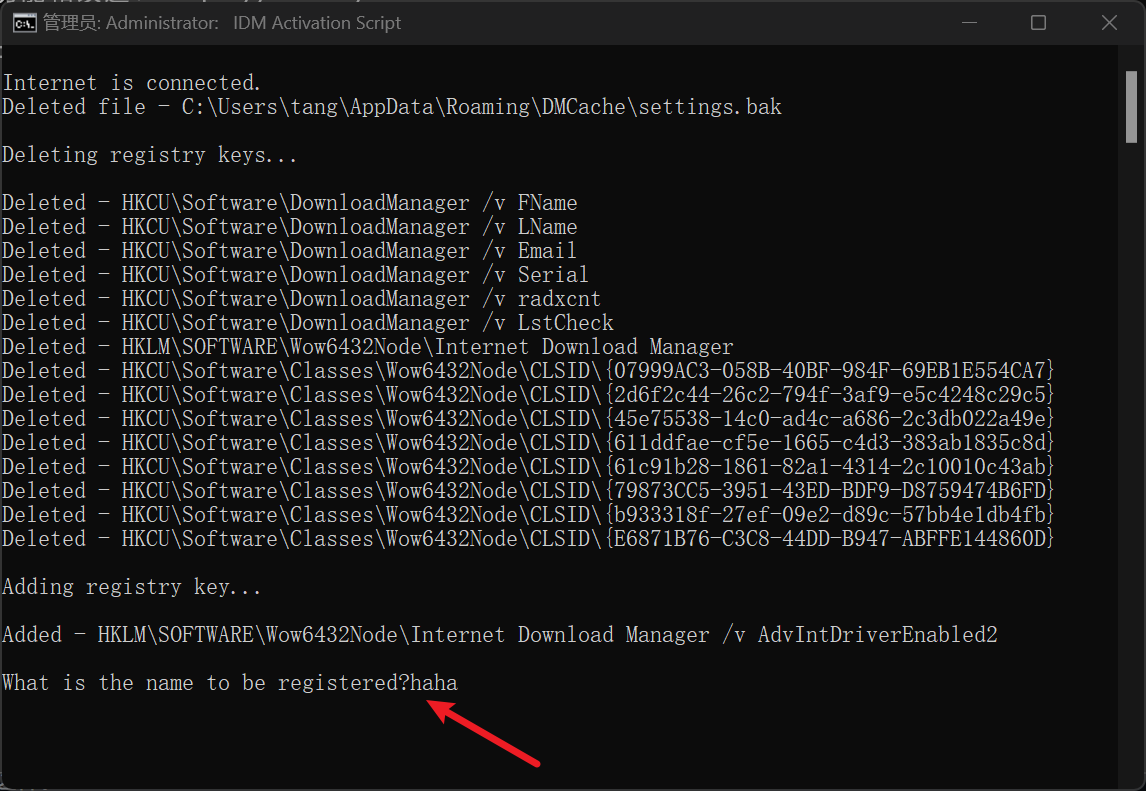 管理员: Administrator: IDM Activation Script
Internet is connected.
Deleted file - C:\Users\tang\AppData\Roaming\DMCache\settings.bak
Deleting registry keys...
Deleted - HKCU\Software\DownloadManager /v FName
Deleted - HKCU\Software\DownloadManager /v LName
Deleted - HKCU\Software\DownloadManager /v Email
Deleted - HKCU\Software\DownloadManager /v Serial
Deleted - HKCU\Software\DownloadManager /v radxcnt
Deleted - HKCU\Software\DownloadManager /v LstCheck
Deleted - HKLM\SOFTWARE\Wow6432Node\Internet Download Manager
Deleted - HKCU\Software\Classes\Wow6432Node\CLSID\{07999AC3-058B-40BF-984F-69EB1E554CA7}
Deleted - HKCU\Software\Classes\Wow6432Node\CLSID\{2d6f2c44-26c2-794f-3af9-e5c4248c29c5}
Deleted - HKCU\Software\Classes\Wow6432Node\CLSID\{45e75538-14c0-ad4c-a686-2c3db022a49e}
Deleted - HKCU\Software\Classes\Wow6432Node\CLSID\{611ddfae-cf5e-1665-c4d3-383ab1835c8d}
Deleted - HKCU\Software\Classes\Wow6432Node\CLSID\{61c91b28-1861-82a1-4314-2c10010c43ab}
Deleted - HKCU\Software\Classes\Wow6432Node\CLSID\{79873CC5-3951-43ED-BDF9-D8759474B6FD}
Deleted - HKCU\Software\Classes\Wow6432Node\CLSID\{b933318f-27ef-09e2-d89c-57bb4e1db4fb}
Deleted - HKCU\Software\Classes\Wow6432Node\CLSID\{E6871B76-C3C8-44DD-B947-ABFFE144860D}
Adding registry key...
Added - HKLM\SOFTWARE\Wow6432Node\Internet Download Manager /v AdvIntDriverEnabled2
What is the name to be registered?haha